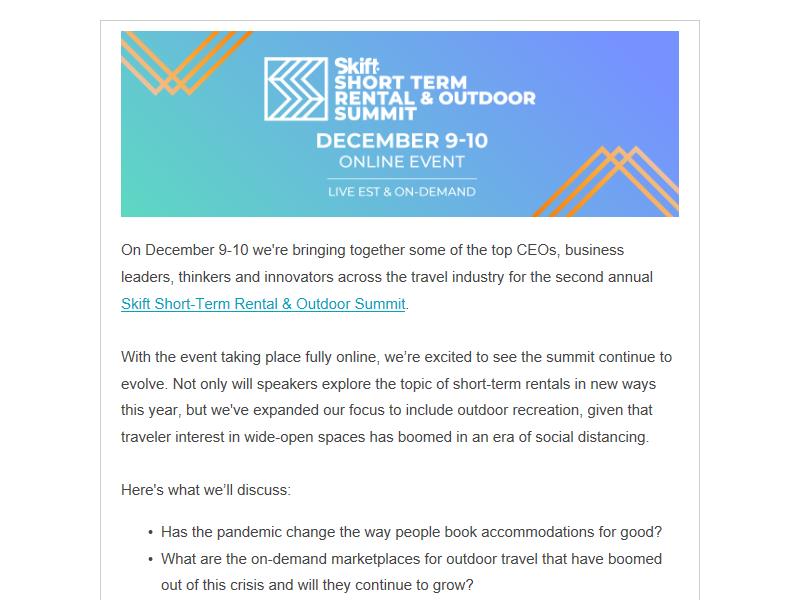 Skift:
SHORT TERM
RENTAL & OUTDOOR
SUMMIT
DECEMBER 9-10
ONLINE EVENT
LIVE EST & ON-DEMAND
On December 9-10 we're bringing together some of the top CEOs, business
leaders, thinkers and innovators across the travel industry for the second annual
Skift Short-Term Rental & Outdoor Summit.
With the event taking place fully online, we’re excited to see the summit continue to
evolve. Not only will speakers explore the topic of short-term rentals in new ways
this year, but we've expanded our focus to include outdoor recreation, given that
traveler interest in wide-open spaces has boomed in an era of social distancing.
Here's what we’ll discuss:
• Has the pandemic change the way people book accommodations for good?
• What are the on-demand marketplaces for outdoor travel that have boomed
out of this crisis and will they continue to grow?